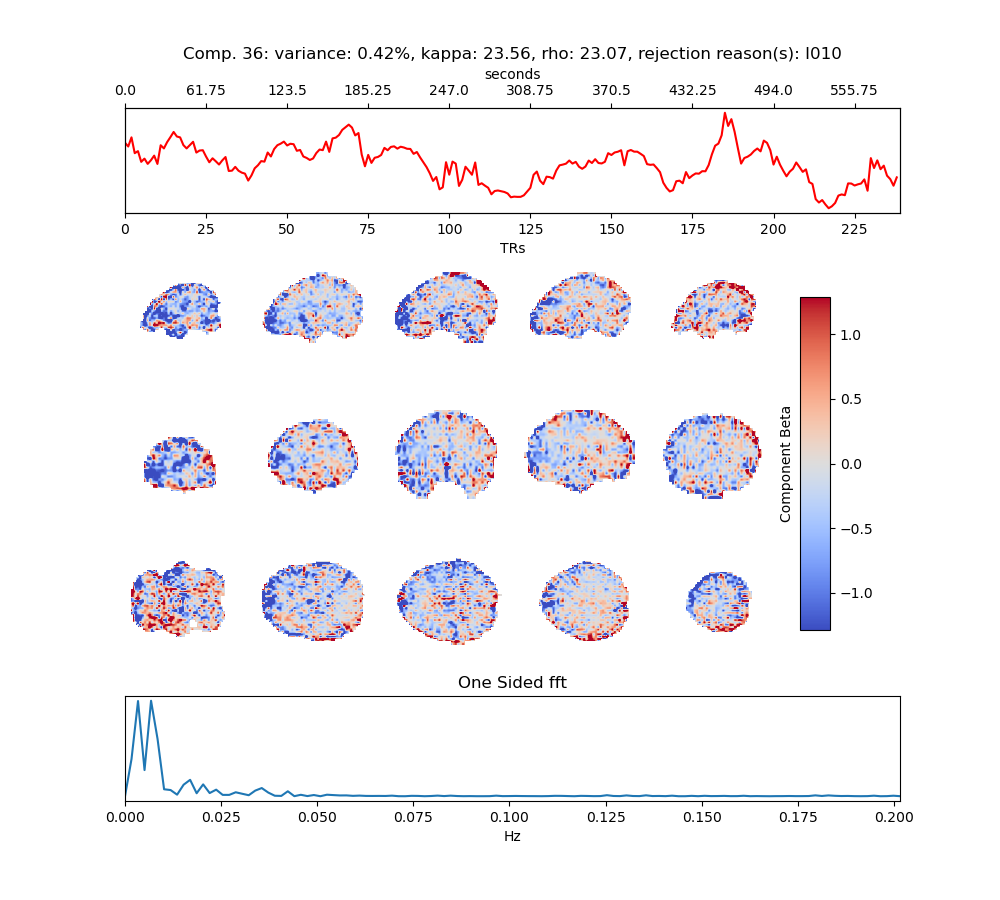 Comp. 36: variance: 0.42%, kappa: 23.56, rho: 23.07, rejection reason(s): I010
seconds
0.0 61.75 123.5 185.25 247.0 308.75 370.5 432.25 494.0 555.75
0 25 50 75 100 125 150 175 200 225
TRs
1.0
0.5
0.0
−0.5
−1.0
Component Beta
One Sided fft
0.000 0.025 0.050 0.075 0.100 0.125 0.150 0.175 0.200
Hz